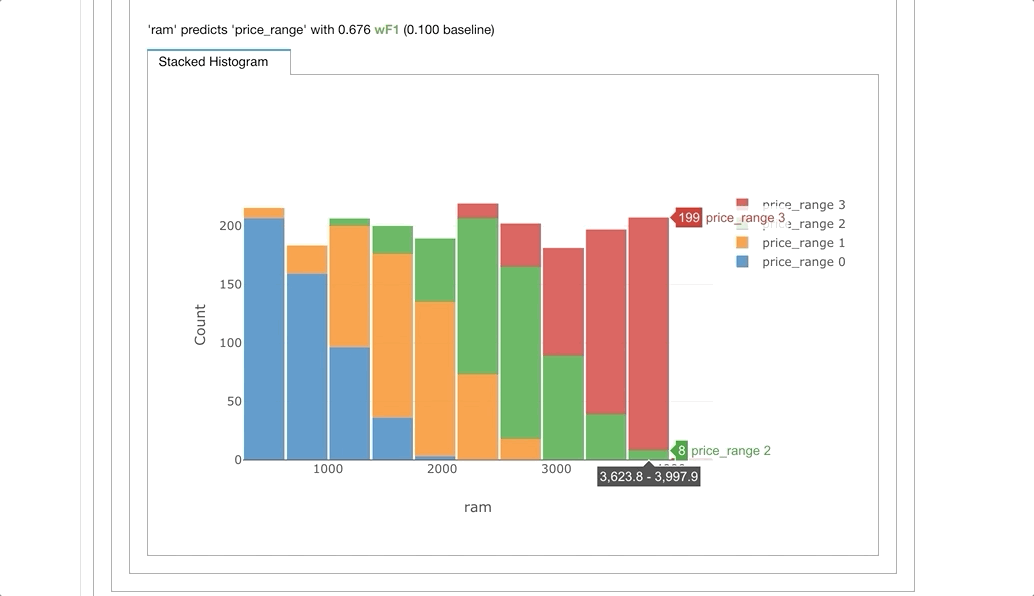 'ram' predicts 'price_range' with 0.676 wF1 (0.100 baseline)
Stacked Histogram
price_range 3
199 price_range 3
price_range 2
price_range 1
price_range 0
200
150
100
50
0
Count
8 price_range 2
1000 2000 3000
3,623.8 - 3,997.9
ram